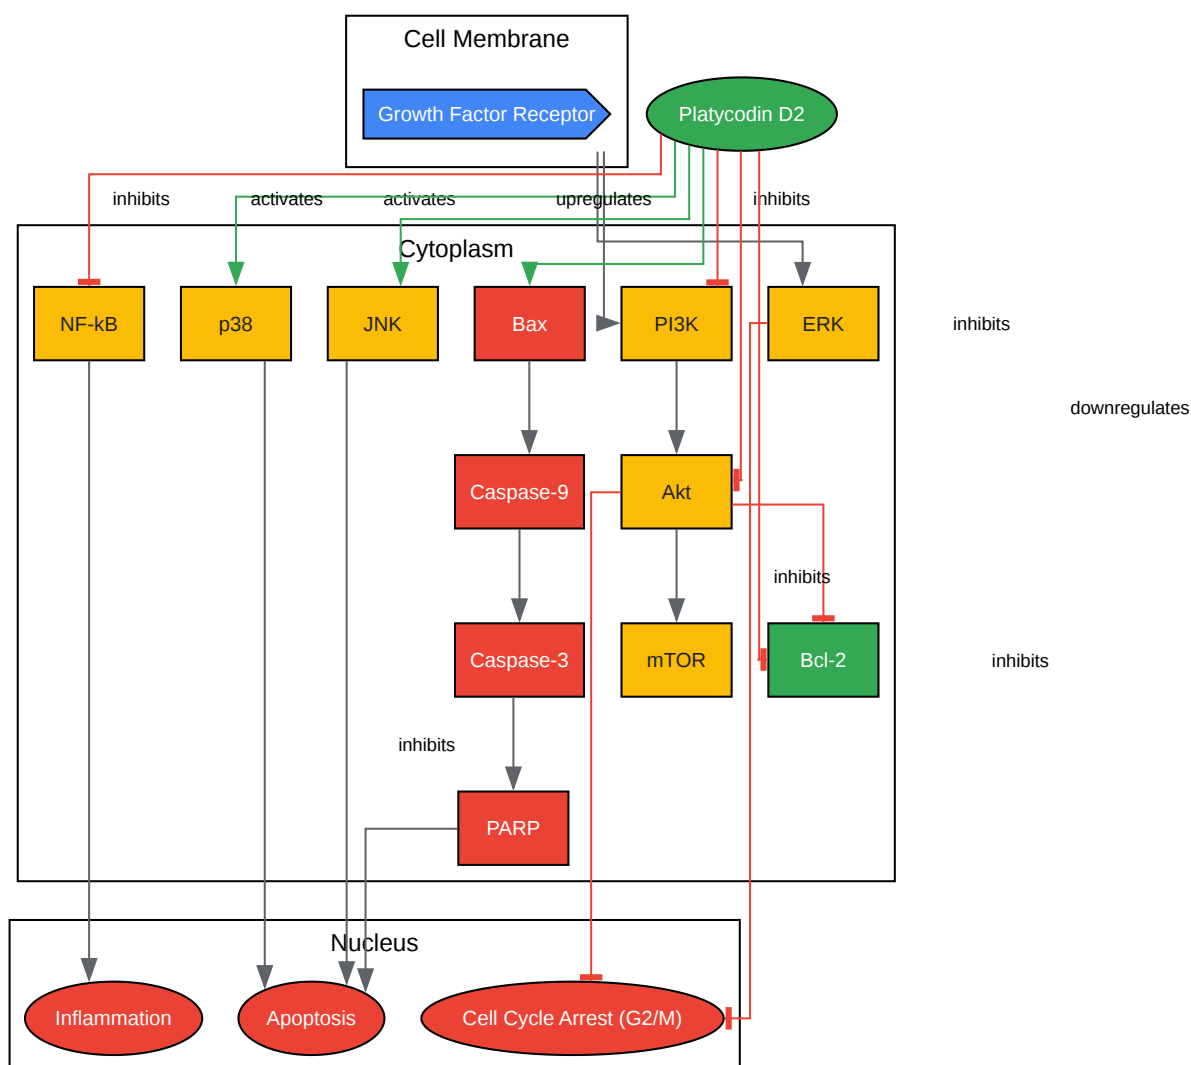 Cell Membrane
Growth Factor Receptor
Platycodin D2
inhibits
activates
activates
upregulates
inhibits
Cytoplasm
NF-kB
p38
JNK
Bax
PI3K
ERK
inhibits
downregulates
Caspase-9
Akt
inhibits
Caspase-3
mTOR
Bcl-2
inhibits
inhibits
PARP
Nucleus
Inflammation
Apoptosis
Cell Cycle Arrest (G2/M)